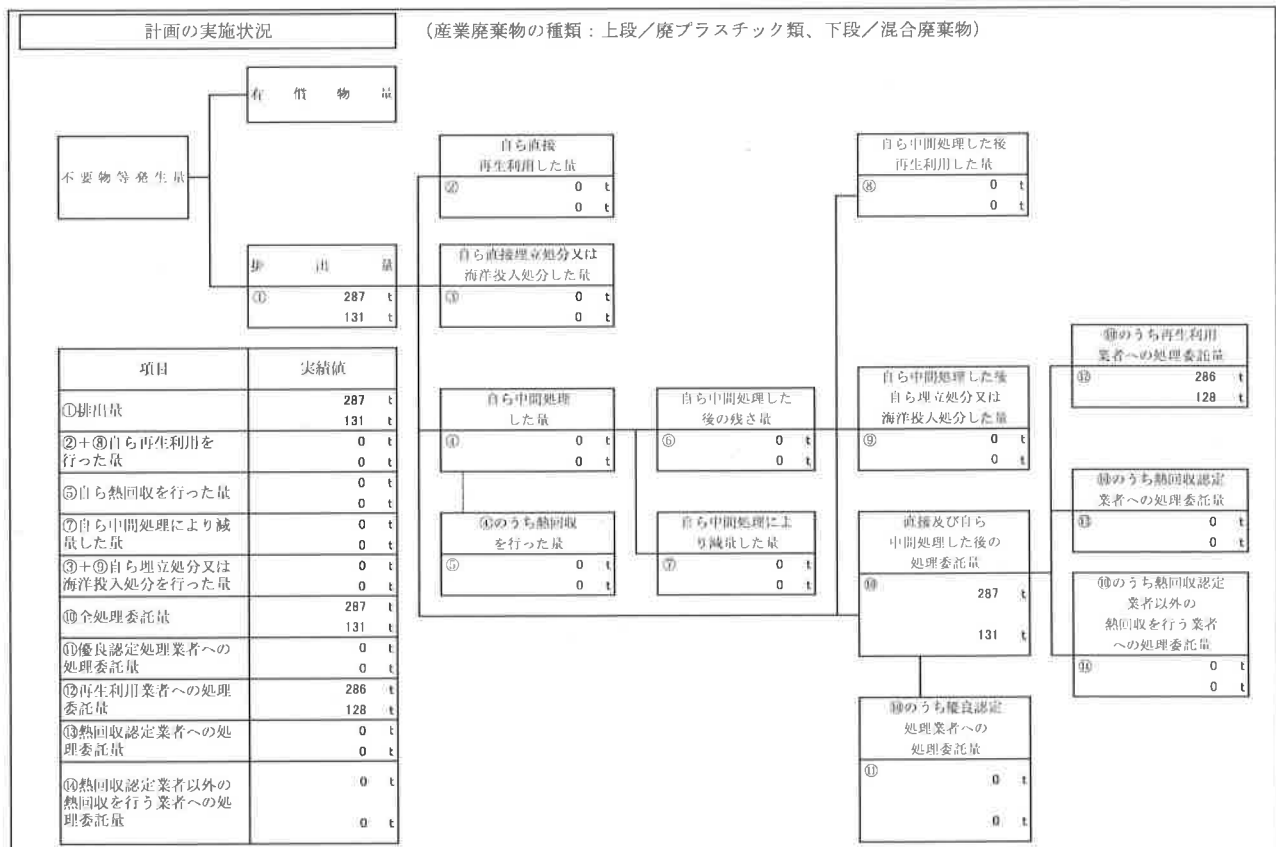 計画の実施状況
(産業廃棄物の種類：上段／廃プラスチック類、下段／混合廃棄物)
有償物量
不要物等発生量
排出量
① 287 t
131 t
自ら直接
再生利用した量
② 0 t
0 t
自ら直接埋立処分又は
海洋投入処分した量
③ 0 t
0 t
自ら中間処理した後
再生利用した量
⑧ 0 t
0 t
自ら中間処理
した量
④ 0 t
0 t
④のうち熱回収
を行った量
⑤ 0 t
0 t
自ら中間処理した
後の残さ量
⑥ 0 t
0 t
自ら中間処理によ
り減量した量
⑦ 0 t
0 t
自ら中間処理した後
自ら埋立処分又は
海洋投入処分した量
⑨ 0 t
0 t
直接及び自ら
中間処理した後の
処理委託量
⑩ 287 t
131 t
⑩のうち優良認定
処理業者への
処理委託量
⑪ 0 t
0 t
⑩のうち再生利用
業者への処理委託量
⑫ 286 t
128 t
⑩のうち熱回収認定
業者への処理委託量
⑬ 0 t
0 t
⑩のうち熱回収認定
業者以外の
熱回収を行う業者
への処理委託量
⑭ 0 t
0 t
項目 実績値
①排出量 287 t
131 t
②＋⑧自ら再生利用を 0 t
行った量 0 t
⑤自ら熱回収を行った量 0 t
0 t
⑦自ら中間処理により減 0 t
量した量 0 t
③＋⑨自ら埋立処分又は 0 t
海洋投入処分を行った量 0 t
⑩全処理委託量 287 t
131 t
⑪優良認定処理業者への 0 t
処理委託量 0 t
⑫再生利用業者への処理 286 t
委託量 128 t
⑬熱回収認定業者への処 0 t
理委託量 0 t
⑭熱回収認定業者以外の 0 t
熱回収を行う業者への処
理委託量 0 t